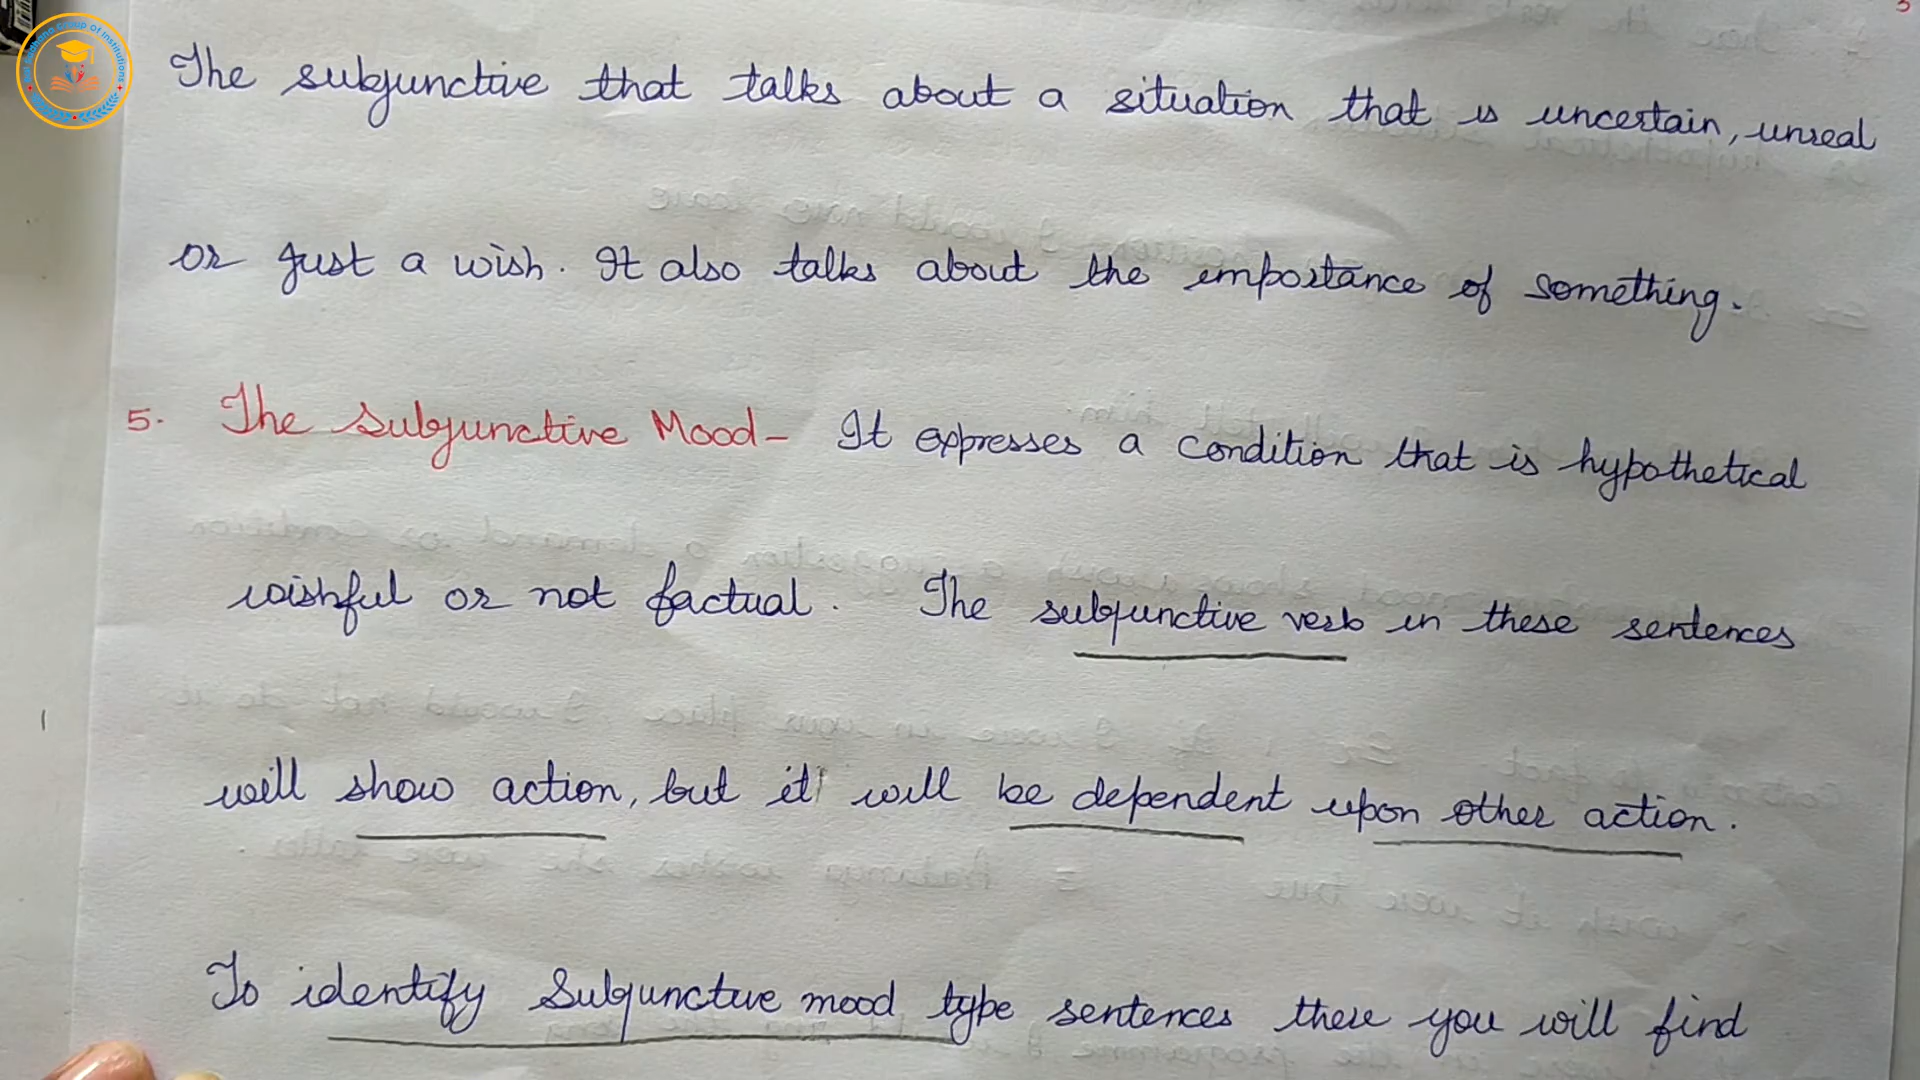 The subjunctive that talks about a situation that is uncertain, unreal
or just a wish. It also talks about the importance of something.
5. The Subjunctive Mood - It expresses a condition that is hypothetical
wishful or not factual. The subjunctive verb in these sentences
will show action, but it will be dependent upon other action.
To identify Subjunctive mood type sentences there you will find